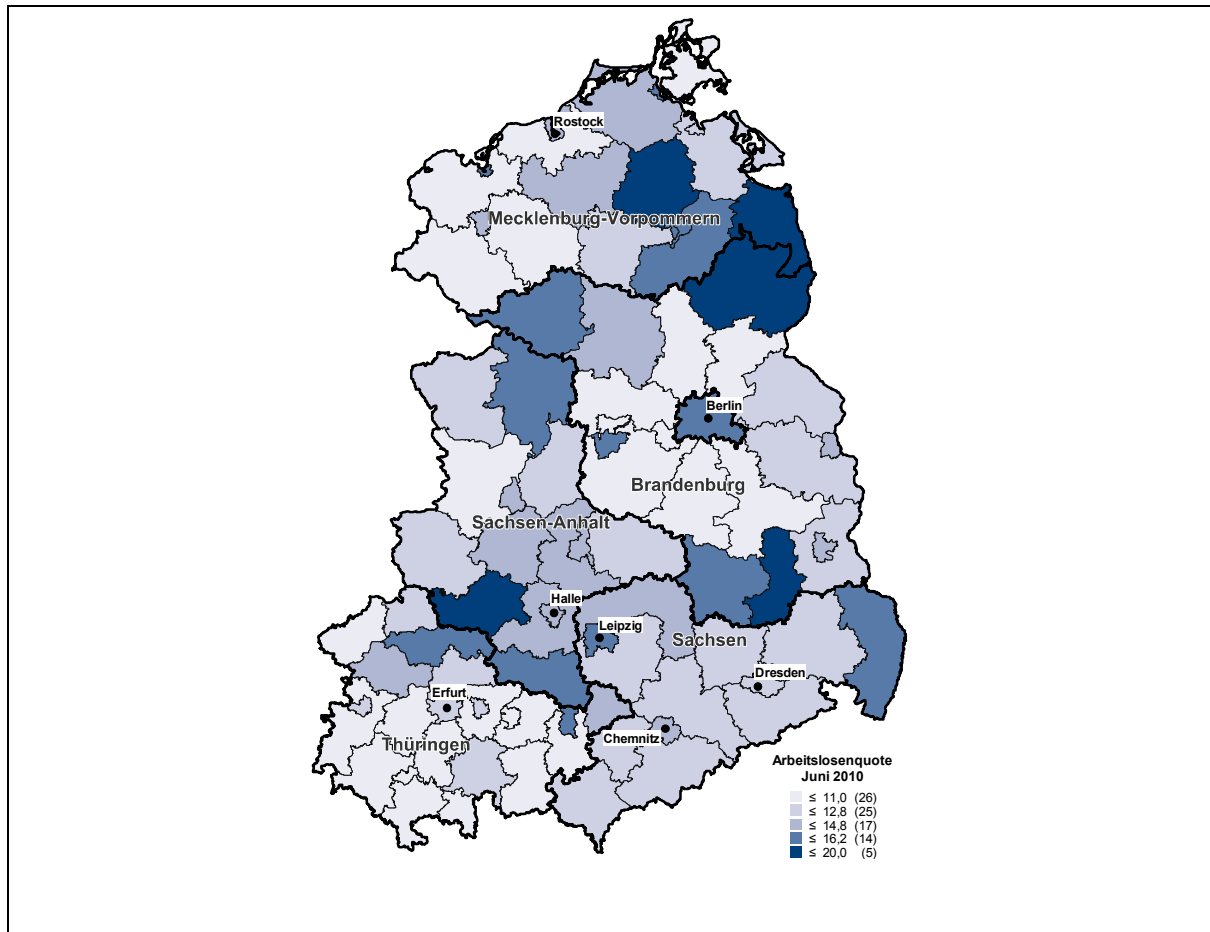 Rostock
Mecklenburg-Vorpommern
Berlin
Brandenburg
Sachsen-Anhalt
Halle
Leipzig
Sachsen
Dresden
Erfurt
Chemnitz
Thüringen
Arbeitslosenquote
Juni 2010
≤ 11,0 (26)
≤ 12,8 (25)
≤ 14,8 (17)
≤ 16,2 (14)
≤ 20,0 (5)